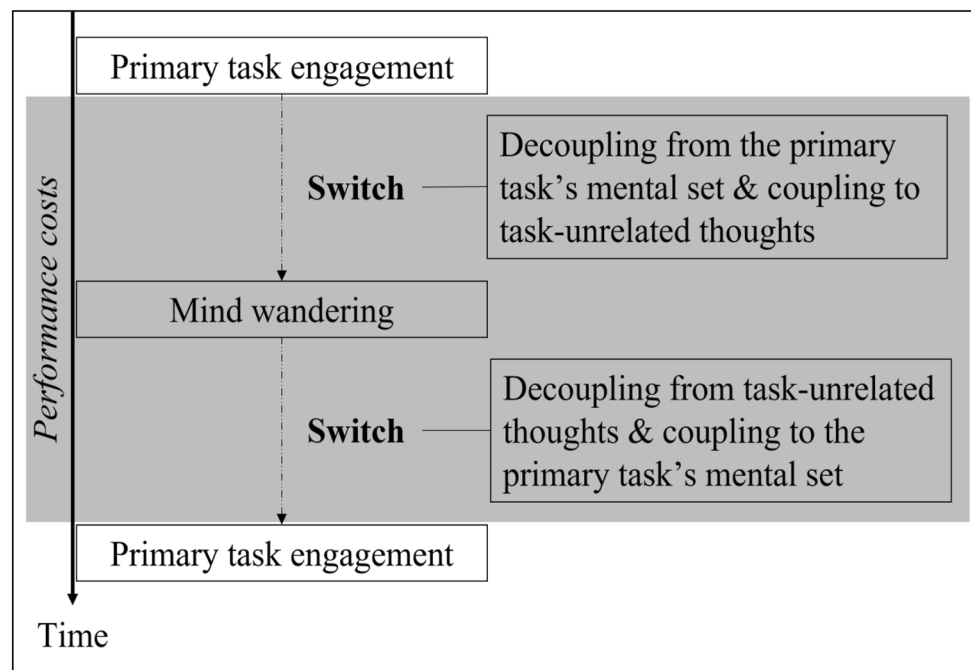 Primary task engagement
Switch
Decoupling from the primary
task’s mental set & coupling to
task-unrelated thoughts
Performance costs
Mind wandering
Switch
Decoupling from task-unrelated
thoughts & coupling to the
primary task’s mental set
Primary task engagement
Time